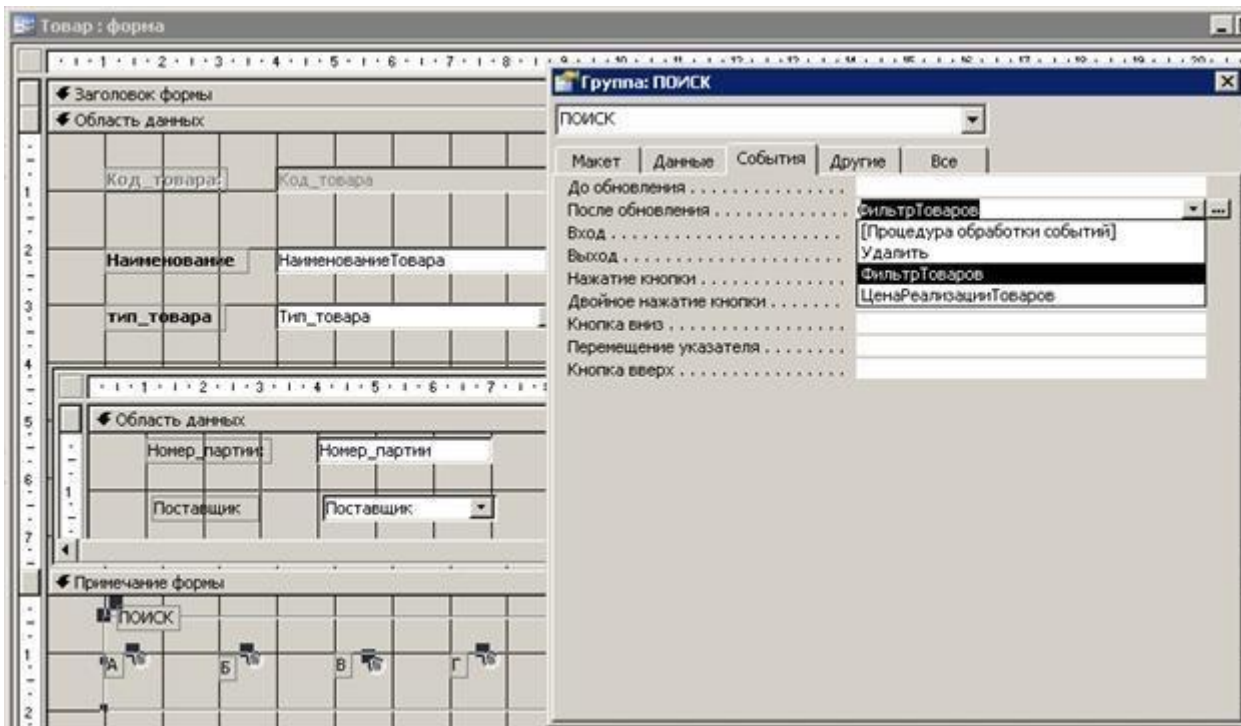 Товар : форма
Заголовок формы
Область данных
Код_товара:
Код_товара
Наименование
НаименованиеТовара
тип_товара
Тип_товара
Область данных
Номер_партии:
Номер_партии
Поставщик
Поставщик
Примечание формы
ПОИСК
А
Б
В
Г
Группа: ПОИСК
ПОИСК
Макет
Данные
События
Другие
Все
До обновления
После обновления
ФильтрТоваров
Вход
[Процедура обработки событий]
Выход
Удалить
Нажатие кнопки
ФильтрТоваров
Двойное нажатие кнопки
ЦенаРеализацииТоваров
Кнопка вниз
Перемещение указателя
Кнопка вверх